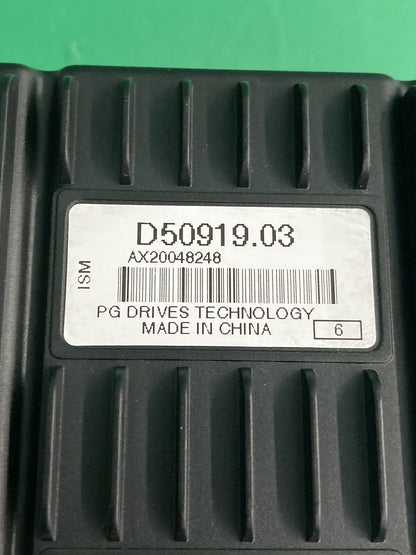 D50919.03
AX20048248
ISM
PG DRIVES TECHNOLOGY
MADE IN CHINA
6